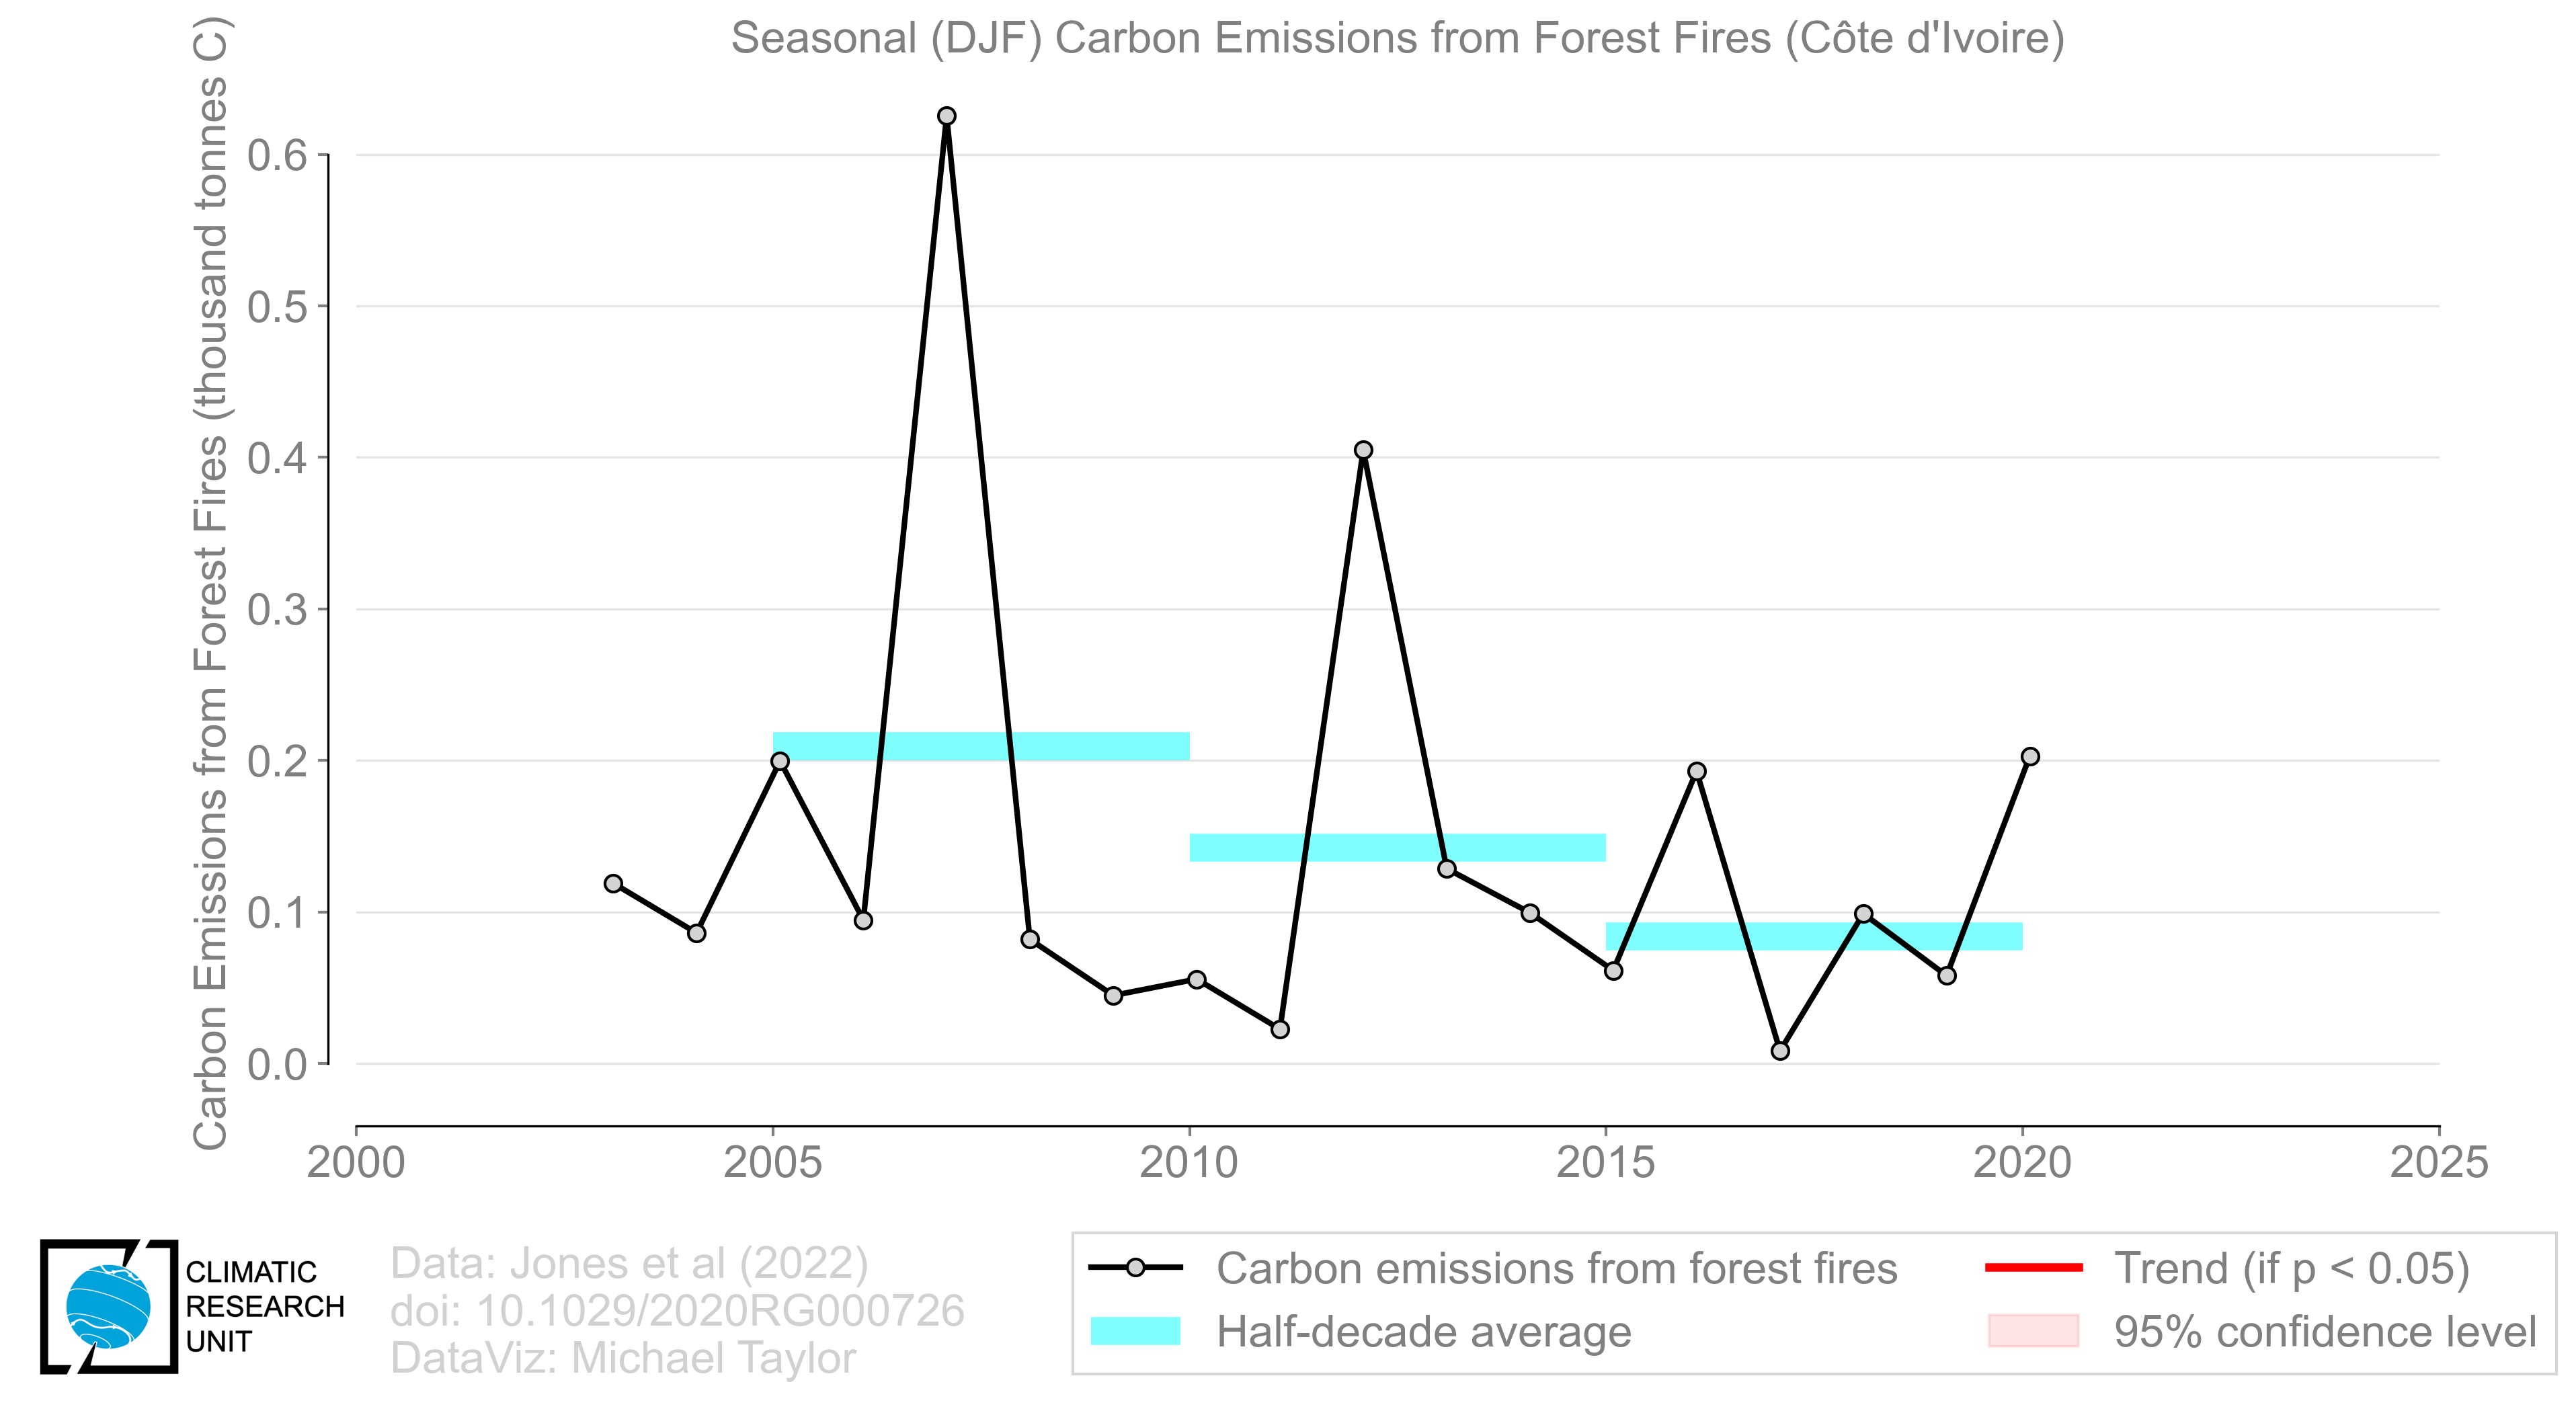 Seasonal (DJF) Carbon Emissions from Forest Fires (Côte d'Ivoire)
Carbon Emissions from Forest Fires (thousand tonnes C)
0.6
0.5
0.4
0.3
0.2
0.1
0.0
2000 2005 2010 2015 2020 2025
CLIMATIC
RESEARCH
UNIT
Data: Jones et al (2022)
doi: 10.1029/2020RG000726
DataViz: Michael Taylor
Carbon emissions from forest fires
Half-decade average
Trend (if p < 0.05)
95% confidence level